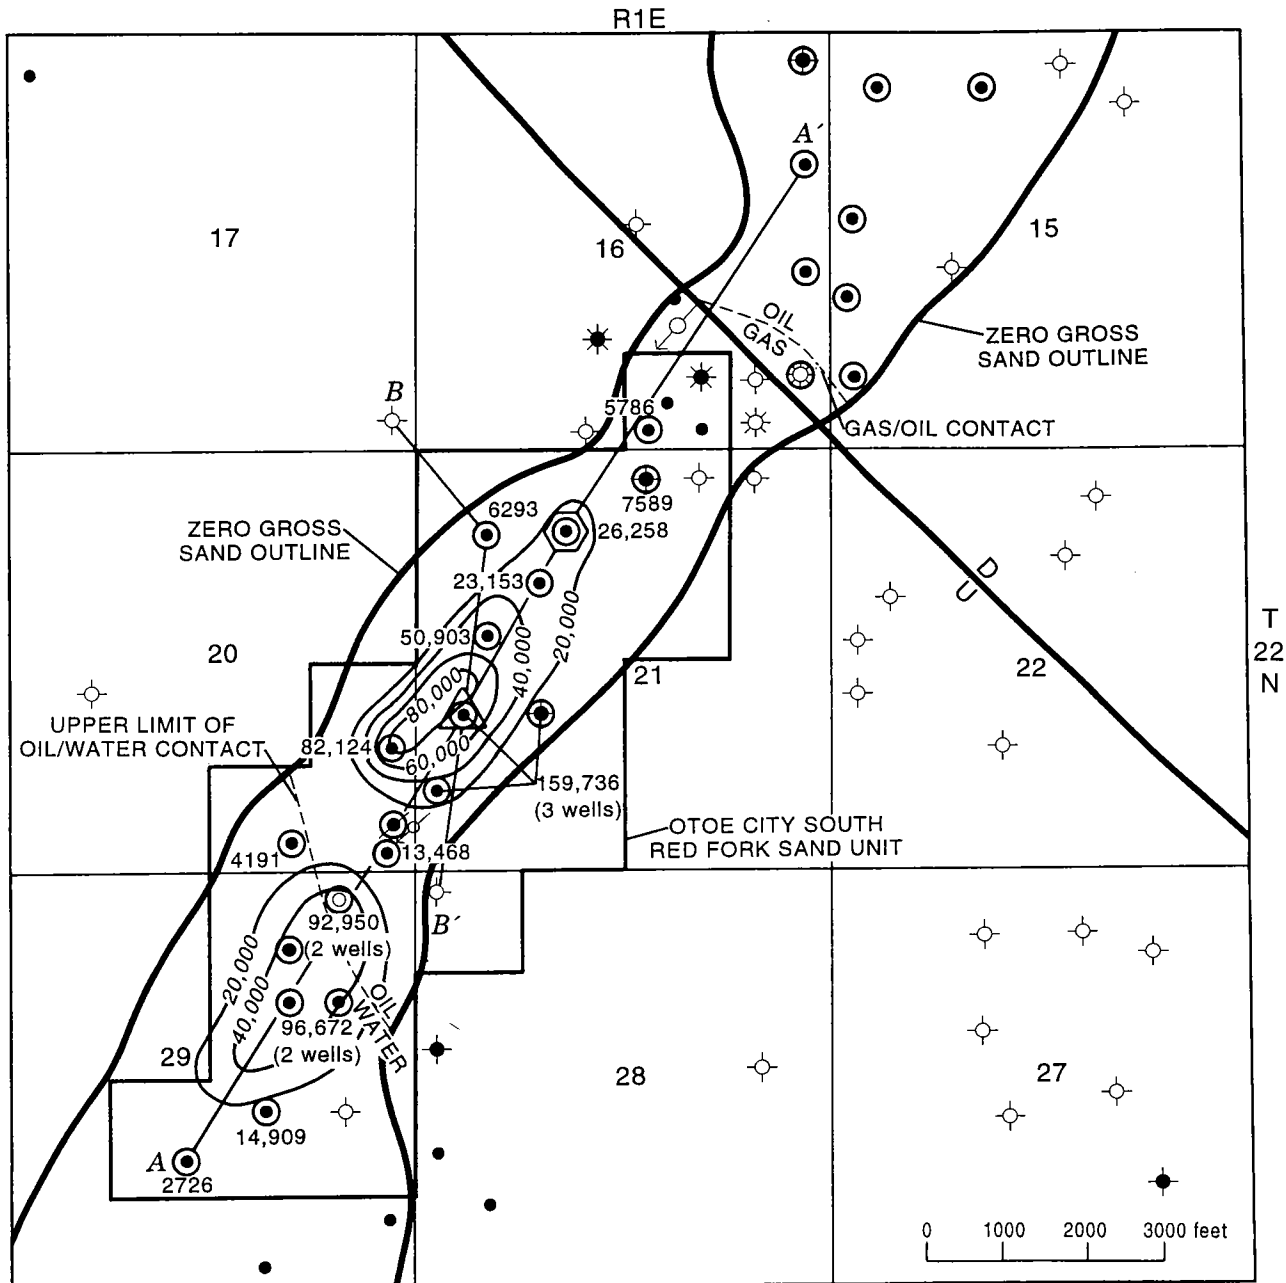 R1E
A′
17
16
15
OIL
GAS
ZERO GROSS
SAND OUTLINE
B
5786
GAS/OIL CONTACT
6293
7589
26,258
ZERO GROSS
SAND OUTLINE
23,153
D
U
20,000
50,903
40,000
T
22
N
20
21
22
80,000
UPPER LIMIT OF
OIL/WATER CONTACT
82,124
60,000
159,736
(3 wells)
OTOE CITY SOUTH
RED FORK SAND UNIT
4191
13,468
92,950
(2 wells)
B′
20,000
40,000
OIL
WATER
96,672
(2 wells)
29
28
27
14,909
A
2726
0 1000 2000 3000 feet